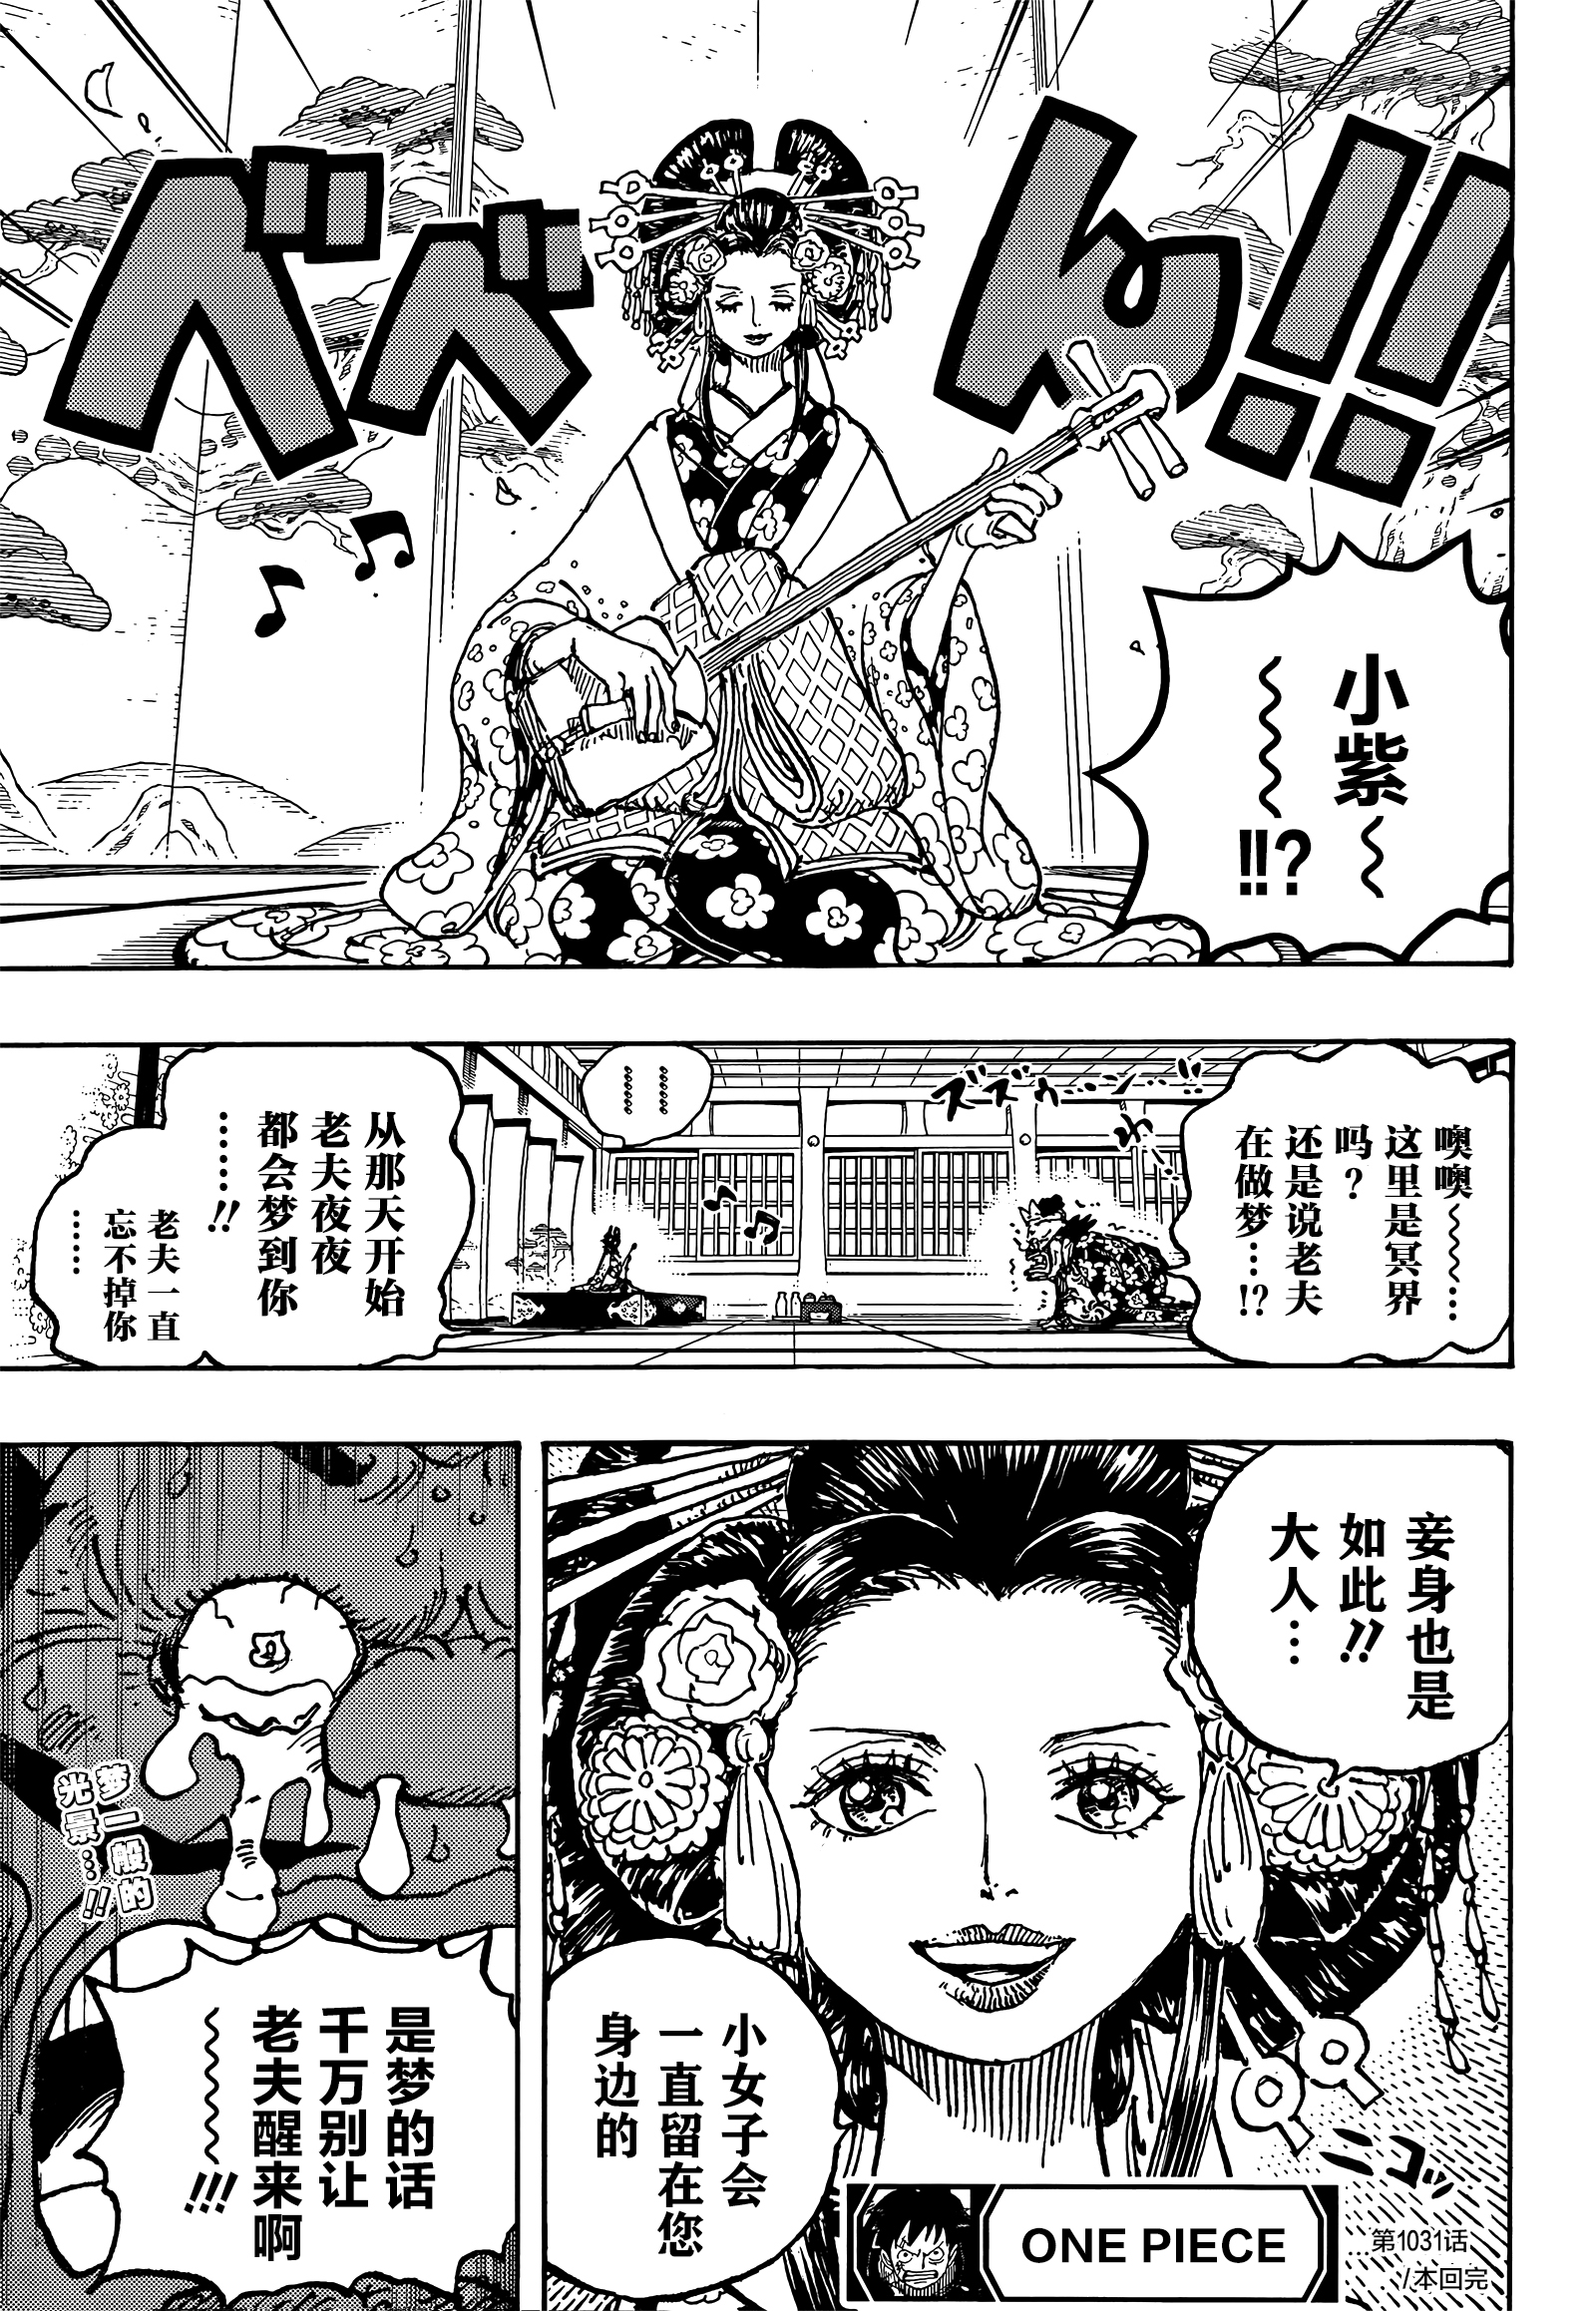 ベベん!!
小紫～
～～!!?
噢噢～～……
这里是冥界
吗？
还是说老夫
在做梦…!?
ズズゥーン!!
わ…
………………
从那天开始
老夫夜夜
都会梦到你
……!!
老夫一直
忘不掉你
……
妾身也是
如此!!
大人…
小女子会
一直留在您
身边的
ニコッ
ONE PIECE
第1031话
/本回完
梦一般的
光景…!!
是梦的话
千万别让
老夫醒来啊
～～～!!!